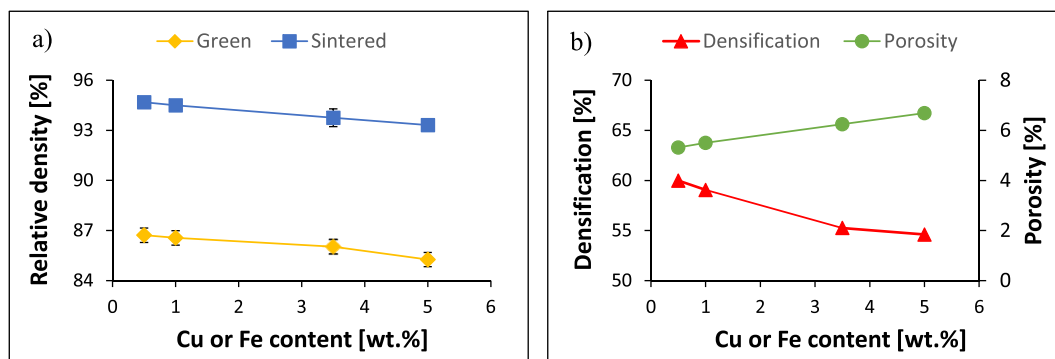 a)
Green
Sintered
Relative density [%]
96
93
90
87
84
0 1 2 3 4 5 6
Cu or Fe content [wt.%]
b)
Densification
Porosity
Densification [%]
70
65
60
55
50
8
6
4
2
0
Porosity [%]
0 1 2 3 4 5 6
Cu or Fe content [wt.%]